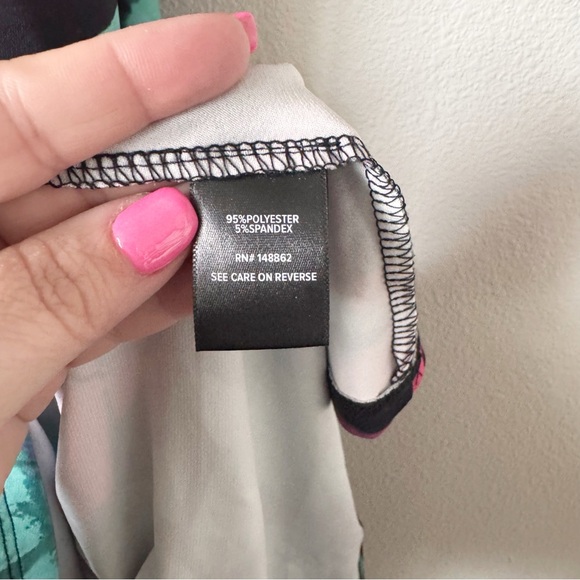 95%POLYESTER
5%SPANDEX
RN# 148862
SEE CARE ON REVERSE